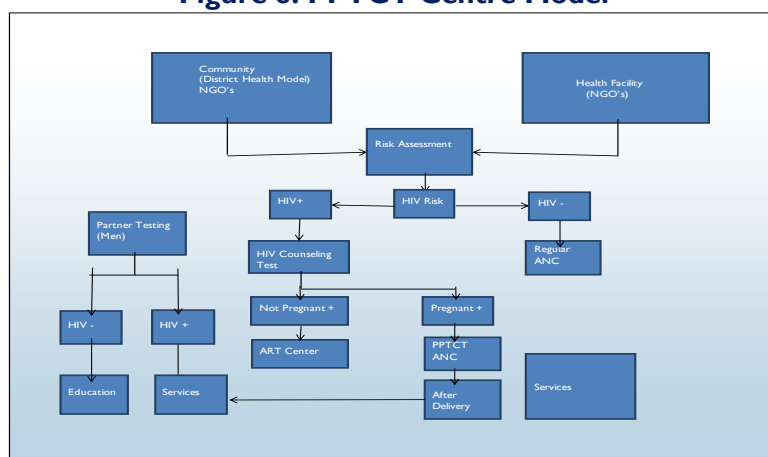 Community
(District Health Model)
NGO's
Health Facility
(NGO's)
Risk Assessment
HIV+
HIV Risk
HIV -
Partner Testing
(Men)
HIV Counseling
Test
Regular
ANC
Not Pregnant +
Pregnant +
HIV -
HIV +
ART Center
PPTCT
ANC
Education
Services
After
Delivery
Services